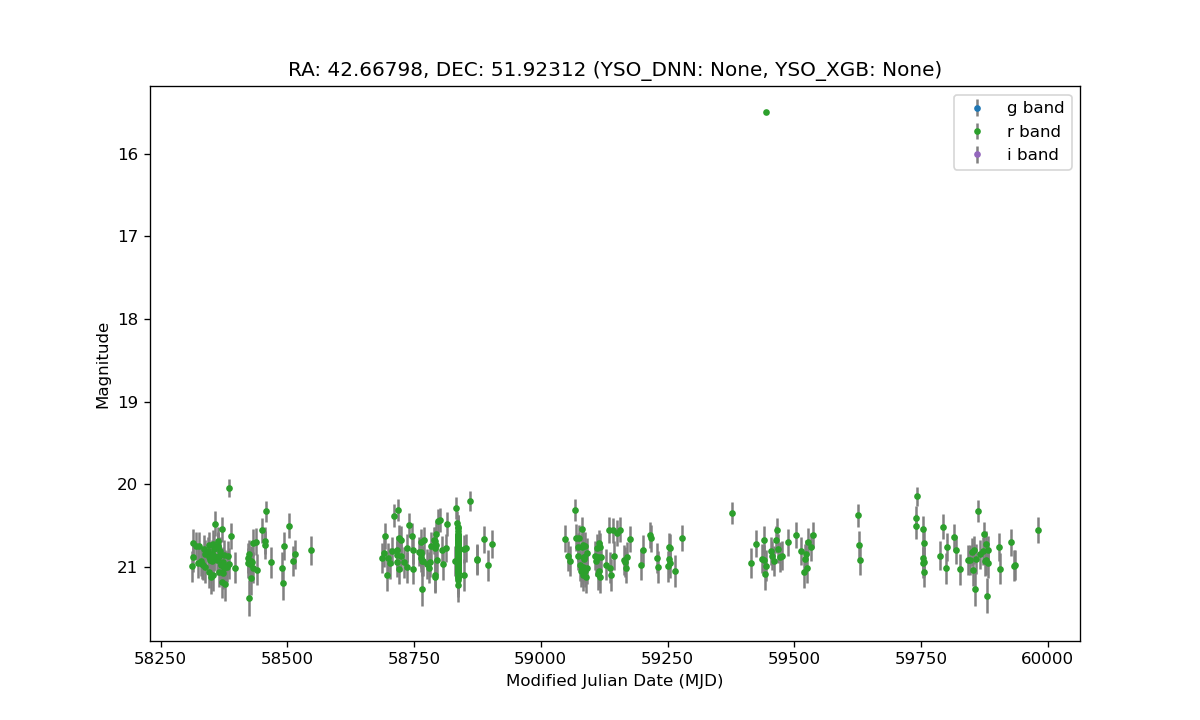 RA: 42.66798, DEC: 51.92312 (YSO_DNN: None, YSO_XGB: None)
g band
r band
i band
16
17
18
19
20
21
Magnitude
58250 58500 58750 59000 59250 59500 59750 60000
Modified Julian Date (MJD)